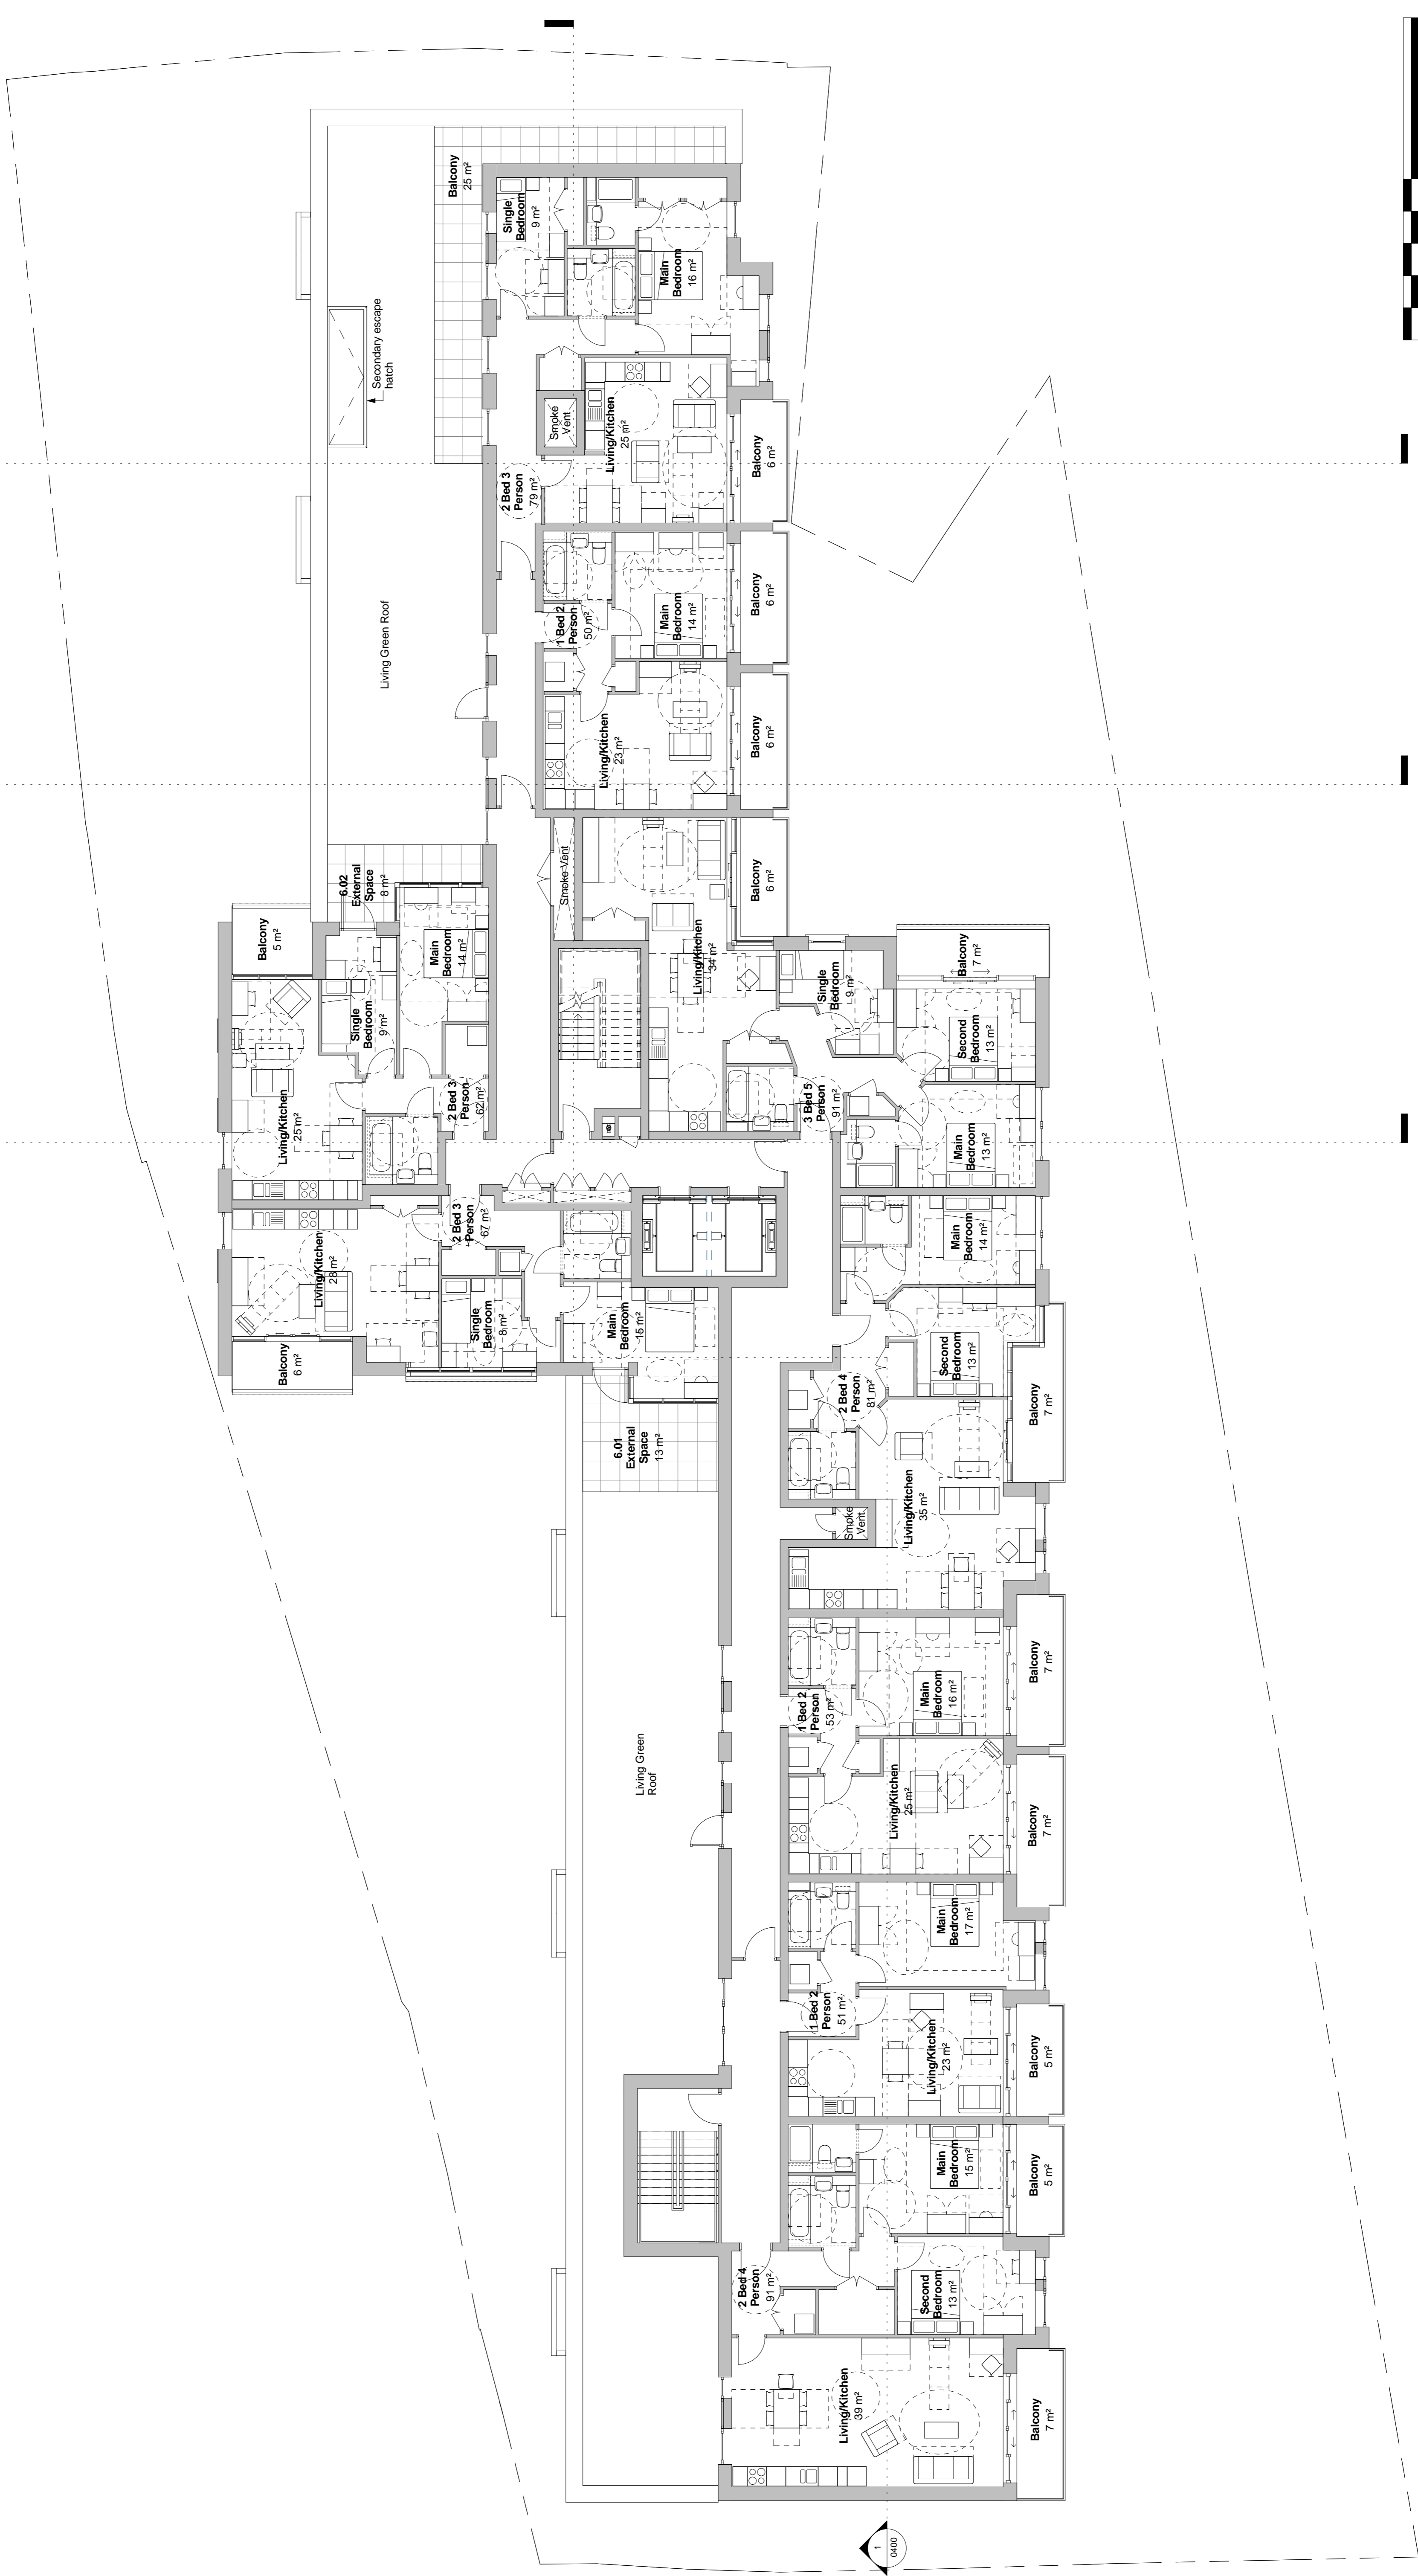 Balcony
25 m²
Single
Bedroom
9 m²
Main
Bedroom
16 m²
Secondary escape
hatch
Smoke
Vent
Living/Kitchen
25 m²
Balcony
6 m²
2 Bed 3
Person
79 m²
Living Green Roof
1 Bed 2
Person
50 m²
Main
Bedroom
14 m²
Balcony
6 m²
Living/Kitchen
23 m²
Balcony
6 m²
6.02
External
Space
8 m²
Smoke Vent
Balcony
6 m²
Balcony
5 m²
Main
Bedroom
14 m²
Single
Bedroom
9 m²
Living/Kitchen
34 m²
Single
Bedroom
9 m²
Balcony
7 m²
Second
Bedroom
13 m²
Living/Kitchen
25 m²
2 Bed 3
Person
62 m²
3 Bed 5
Person
91 m²
Main
Bedroom
13 m²
2 Bed 3
Person
67 m²
Living/Kitchen
28 m²
Main
Bedroom
14 m²
Balcony
6 m²
Single
Bedroom
8 m²
Main
Bedroom
15 m²
Second
Bedroom
13 m²
2 Bed 4
Person
81 m²
Balcony
7 m²
6.01
External
Space
13 m²
Smoke
Vent
Living/Kitchen
35 m²
1 Bed 2
Person
53 m²
Main
Bedroom
16 m²
Balcony
7 m²
Living Green
Roof
Living/Kitchen
25 m²
Balcony
7 m²
Main
Bedroom
17 m²
1 Bed 2
Person
51 m²
Living/Kitchen
23 m²
Balcony
5 m²
Main
Bedroom
15 m²
Balcony
5 m²
2 Bed 4
Person
91 m²
Second
Bedroom
13 m²
Living/Kitchen
39 m²
Balcony
7 m²
1
0400